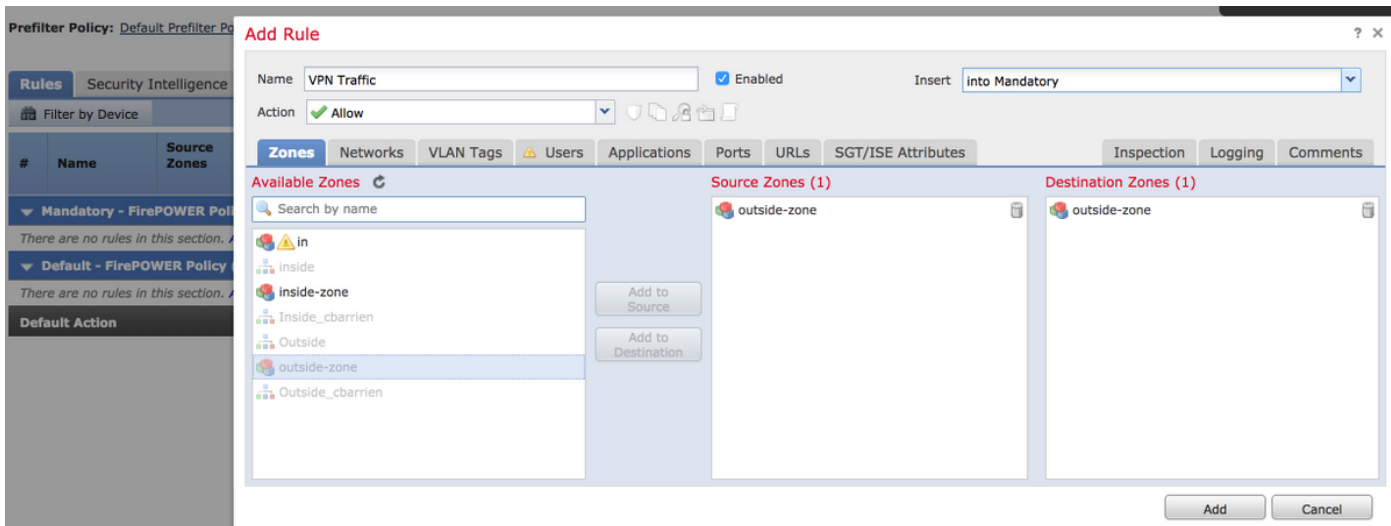 Prefilter Policy: Default Prefilter Po
Add Rule
? ×
Name VPN Traffic Enabled Insert into Mandatory
Action Allow
Rules Security Intelligence
Filter by Device
# Name Source Zones
Zones Networks VLAN Tags Users Applications Ports URLs SGT/ISE Attributes Inspection Logging Comments
Available Zones Source Zones (1) Destination Zones (1)
Search by name
outside-zone
outside-zone
Mandatory - FirePOWER Poli
There are no rules in this section.
Default - FirePOWER Policy
There are no rules in this section.
Default Action
in
inside
inside-zone
Inside_cbarrien
Outside
outside-zone
Outside_cbarrien
Add to
Source
Add to
Destination
Add Cancel